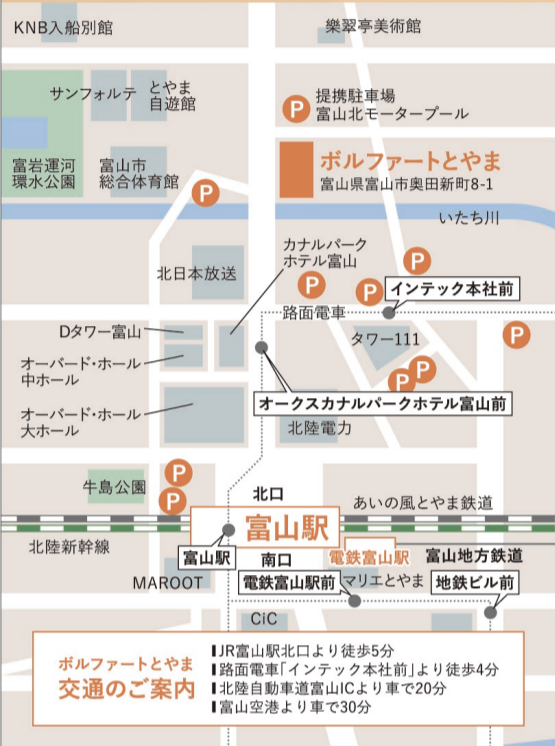 KNB入船別館
樂翠亭美術館
サンフォルテ
とやま
自遊館
P
提携駐車場
富山北モータープール
富岩運河
環水公園
富山市
総合体育館
P
ボルファートとやま
富山県富山市奥田新町8-1
いたち川
カナルパーク
ホテル富山
北日本放送
P
P
P
インテック本社前
路面電車
Dタワー富山
タワー111
P
オーバード・ホール
中ホール
P
P
オークスカナルパークホテル富山前
オーバード・ホール
大ホール
北陸電力
P
牛島公園
P
北口
あいの風とやま鉄道
富山駅
北陸新幹線
富山駅
南口
電鉄富山駅
富山地方鉄道
MAROOT
電鉄富山駅前
マリエとやま
地鉄ビル前
CiC
ボルファートとやま
交通のご案内
JR富山駅北口より徒歩5分
路面電車「インテック本社前」より徒歩4分
北陸自動車道富山ICより車で20分
富山空港より車で30分